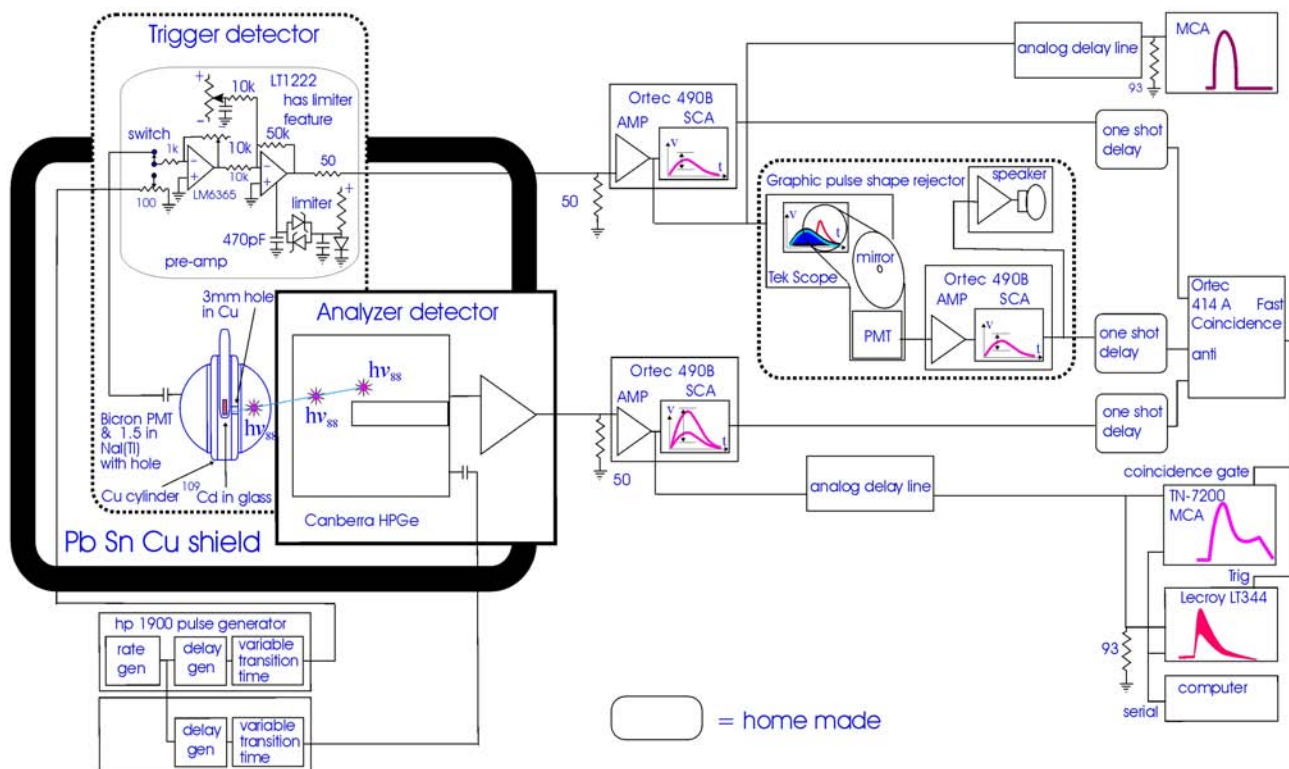 Trigger detector
LT1222
has limiter
feature
+
10k
−
switch
1k
10k
50k
50
10k
LM6365
100
limiter
+
470pF
pre-amp
3mm hole
in Cu
hν88
Bicron PMT
& 1.5 in
NaI(Tl)
with hole
Cu cylinder
109Cd in glass
Pb Sn Cu shield
Analyzer detector
hν88
hν88
Canberra HPGe
hp 1900 pulse generator
rate
gen
delay
gen
variable
transition
time
delay
gen
variable
transition
time
50
Ortec 490B
AMP
SCA
v
t
analog delay line
93
MCA
one shot
delay
Graphic pulse shape rejector
speaker
v
t
Tek Scope
mirror
PMT
Ortec 490B
AMP
SCA
v
t
one shot
delay
Ortec
414 A
Fast
Coincidence
anti
50
Ortec 490B
AMP
SCA
v
t
one shot
delay
analog delay line
coincidence gate
TN-7200
MCA
Trig
Lecroy LT344
93
computer
serial
= home made